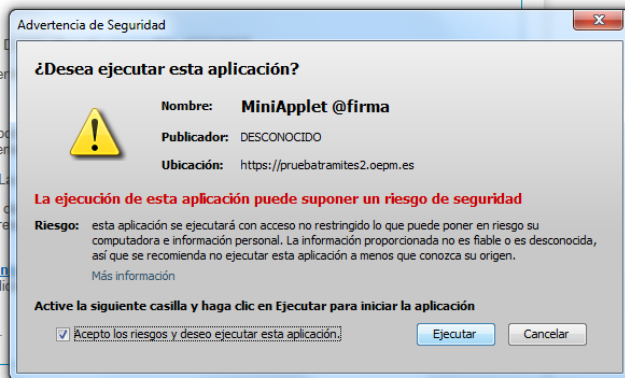 Advertencia de Seguridad
¿Desea ejecutar esta aplicación?
Nombre: MiniApplet @firma
Publicador: DESCONOCIDO
Ubicación: https://pruebatramites2.oepm.es
La ejecución de esta aplicación puede suponer un riesgo de seguridad
Riesgo: esta aplicación se ejecutará con acceso no restringido lo que puede poner en riesgo su
computadora e información personal. La información proporcionada no es fiable o es desconocida,
así que se recomienda no ejecutar esta aplicación a menos que conozca su origen.
Más información
Active la siguiente casilla y haga clic en Ejecutar para iniciar la aplicación
Acepto los riesgos y deseo ejecutar esta aplicación.
Ejecutar
Cancelar